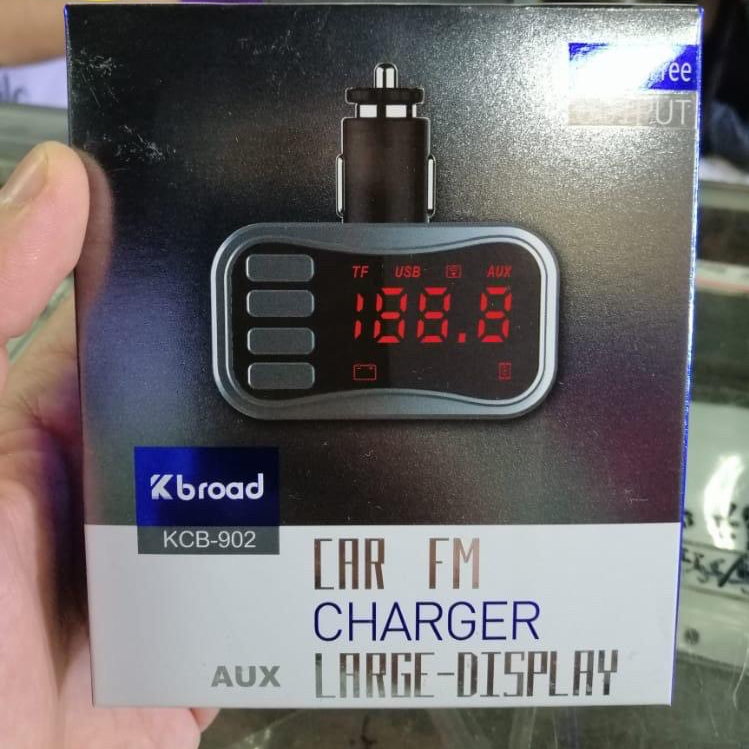 TF USB AUX
188.8
Kbroad
KCB-902
CAR FM
CHARGER
AUX LARGE-DISPLAY